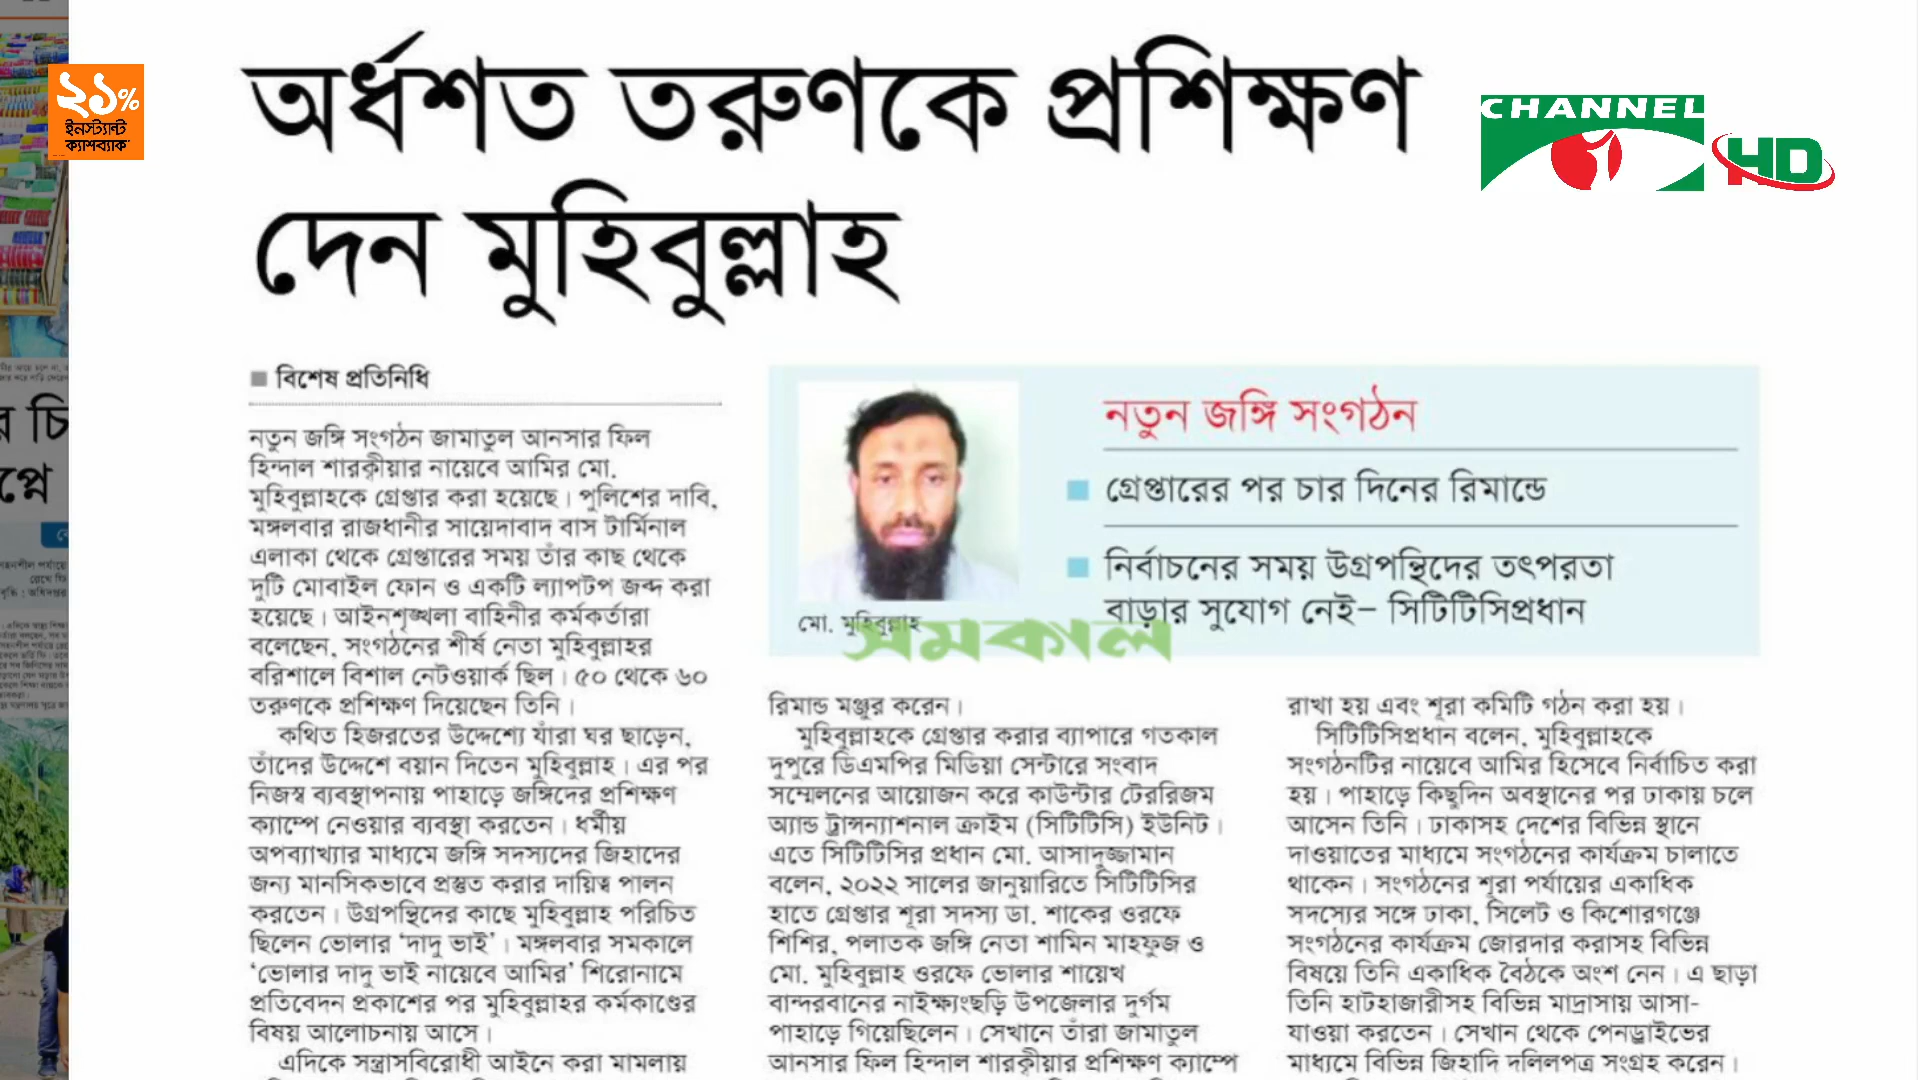 ২১%
ইনস্ট্যান্ট
ক্যাশব্যাক
CHANNEL
i
HD
অর্ধশত তরুণকে প্রশিক্ষণ
দেন মুহিবুল্লাহ
বিশেষ প্রতিনিধি
নতুন জঙ্গি সংগঠন জামাতুল আনসার ফিল
হিন্দাল শারক্বীয়ার নায়েবে আমির মো.
মুহিবুল্লাহকে গ্রেপ্তার করা হয়েছে। পুলিশের দাবি,
মঙ্গলবার রাজধানীর সায়েদাবাদ বাস টার্মিনাল
এলাকা থেকে গ্রেপ্তারের সময় তাঁর কাছ থেকে
দুটি মোবাইল ফোন ও একটি ল্যাপটপ জব্দ করা
হয়েছে। আইনশৃঙ্খলা বাহিনীর কর্মকর্তারা
বলেছেন, সংগঠনের শীর্ষ নেতা মুহিবুল্লাহর
বরিশালে বিশাল নেটওয়ার্ক ছিল। ৫০ থেকে ৬০
তরুণকে প্রশিক্ষণ দিয়েছেন তিনি।
কথিত হিজরতের উদ্দেশ্যে যাঁরা ঘর ছাড়েন,
তাঁদের উদ্দেশে বয়ান দিতেন মুহিবুল্লাহ। এর পর
নিজস্ব ব্যবস্থাপনায় পাহাড়ে জঙ্গিদের প্রশিক্ষণ
ক্যাম্পে নেওয়ার ব্যবস্থা করতেন। ধর্মীয়
অপব্যাখ্যার মাধ্যমে জঙ্গি সদস্যদের জিহাদের
জন্য মানসিকভাবে প্রস্তুত করার দায়িত্ব পালন
করতেন। উগ্রপন্থিদের কাছে মুহিবুল্লাহ পরিচিত
ছিলেন ভোলার ‘দাদু ভাই’। মঙ্গলবার সমকালে
‘ভোলার দাদু ভাই নায়েবে আমির’ শিরোনামে
প্রতিবেদন প্রকাশের পর মুহিবুল্লাহর কর্মকাণ্ডের
বিষয় আলোচনায় আসে।
এদিকে সন্ত্রাসবিরোধী আইনে করা মামলায়
নতুন জঙ্গি সংগঠন
গ্রেপ্তারের পর চার দিনের রিমান্ডে
নির্বাচনের সময় উগ্রপন্থিদের তৎপরতা
বাড়ার সুযোগ নেই– সিটিটিসিপ্রধান
মো. মুহিবুল্লাহ
সমকাল
রিমান্ড মঞ্জুর করেন।
মুহিবুল্লাহকে গ্রেপ্তার করার ব্যাপারে গতকাল
দুপুরে ডিএমপির মিডিয়া সেন্টারে সংবাদ
সম্মেলনের আয়োজন করে কাউন্টার টেররিজম
অ্যান্ড ট্রান্সন্যাশনাল ক্রাইম (সিটিটিসি) ইউনিট।
এতে সিটিটিসির প্রধান মো. আসাদুজ্জামান
বলেন, ২০২২ সালের জানুয়ারিতে সিটিটিসির
হাতে গ্রেপ্তার শূরা সদস্য ডা. শাকের ওরফে
শিশির, পলাতক জঙ্গি নেতা শামিন মাহফুজ ও
মো. মুহিবুল্লাহ ওরফে ভোলার শায়েখ
বান্দরবানের নাইক্ষ্যংছড়ি উপজেলার দুর্গম
পাহাড়ে গিয়েছিলেন। সেখানে তাঁরা জামাতুল
আনসার ফিল হিন্দাল শারক্বীয়ার প্রশিক্ষণ ক্যাম্পে
রাখা হয় এবং শূরা কমিটি গঠন করা হয়।
সিটিটিসিপ্রধান বলেন, মুহিবুল্লাহকে
সংগঠনটির নায়েবে আমির হিসেবে নির্বাচিত করা
হয়। পাহাড়ে কিছুদিন অবস্থানের পর ঢাকায় চলে
আসেন তিনি। ঢাকাসহ দেশের বিভিন্ন স্থানে
দাওয়াতের মাধ্যমে সংগঠনের কার্যক্রম চালাতে
থাকেন। সংগঠনের শূরা পর্যায়ের একাধিক
সদস্যের সঙ্গে ঢাকা, সিলেট ও কিশোরগঞ্জে
সংগঠনের কার্যক্রম জোরদার করাসহ বিভিন্ন
বিষয়ে তিনি একাধিক বৈঠকে অংশ নেন। এ ছাড়া
তিনি হাটহাজারীসহ বিভিন্ন মাদ্রাসায় আসা-
যাওয়া করতেন। সেখান থেকে পেনড্রাইভের
মাধ্যমে বিভিন্ন জিহাদি দলিলপত্র সংগ্রহ করেন।